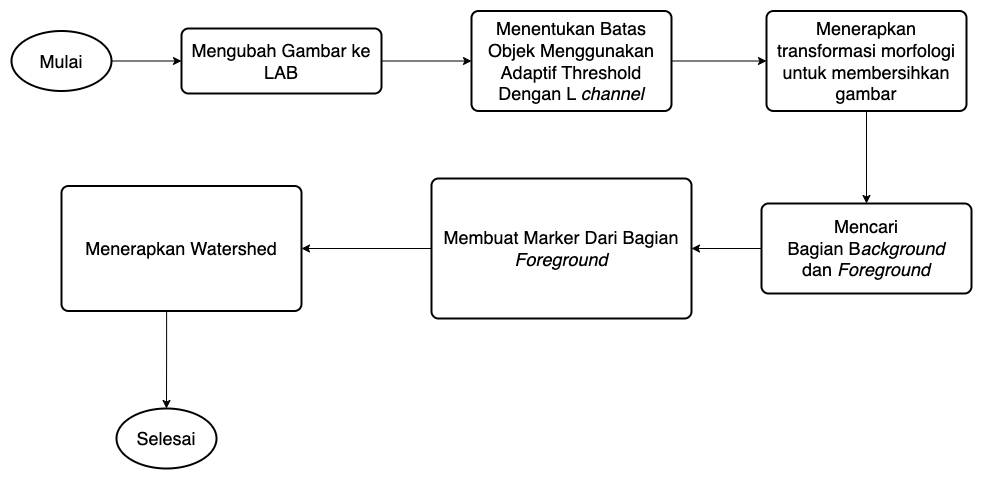 Mulai
Mengubah Gambar ke
LAB
Menentukan Batas
Objek Menggunakan
Adaptif Threshold
Dengan L channel
Menerapkan
transformasi morfologi
untuk membersihkan
gambar
Mencari
Bagian Background
dan Foreground
Membuat Marker Dari Bagian
Foreground
Menerapkan Watershed
Selesai